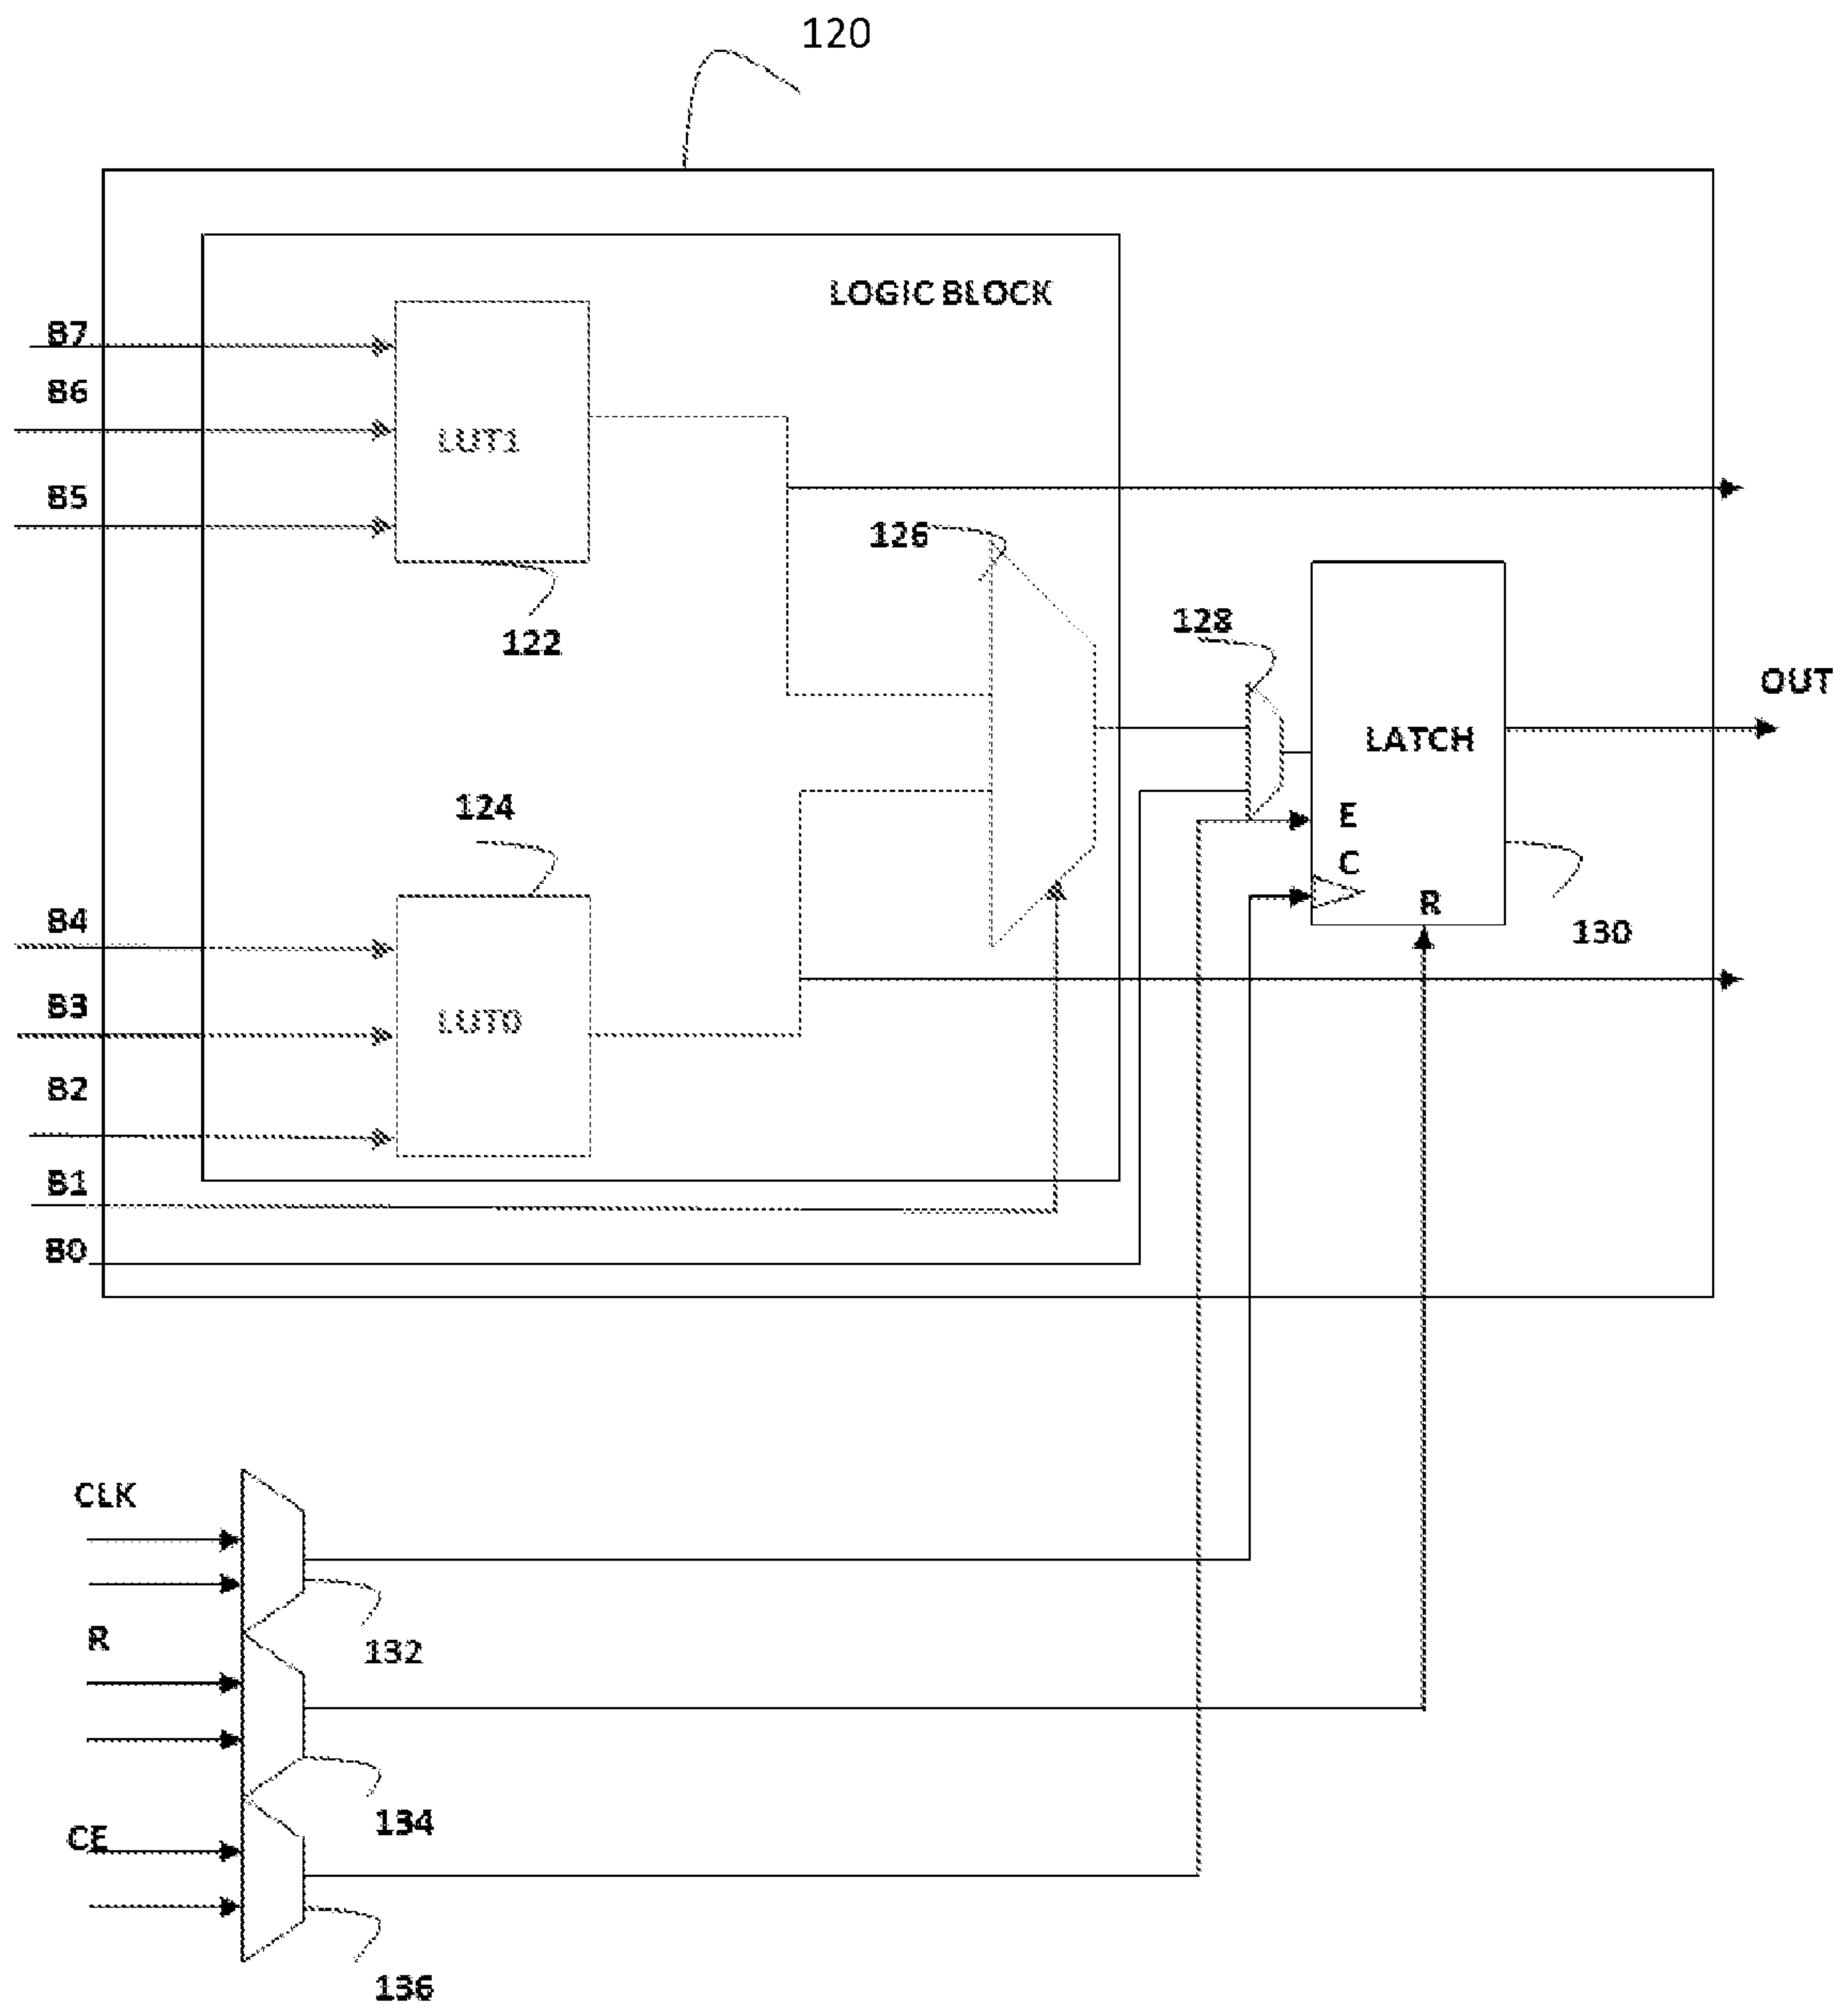 120
LOGIC BLOCK
B7
B6
LUT1
B5
126
122
128
OUT
LATCH
124
E
C
R
B4
130
B3
LUT0
B2
B1
B0
CLK
R
132
134
CE
136